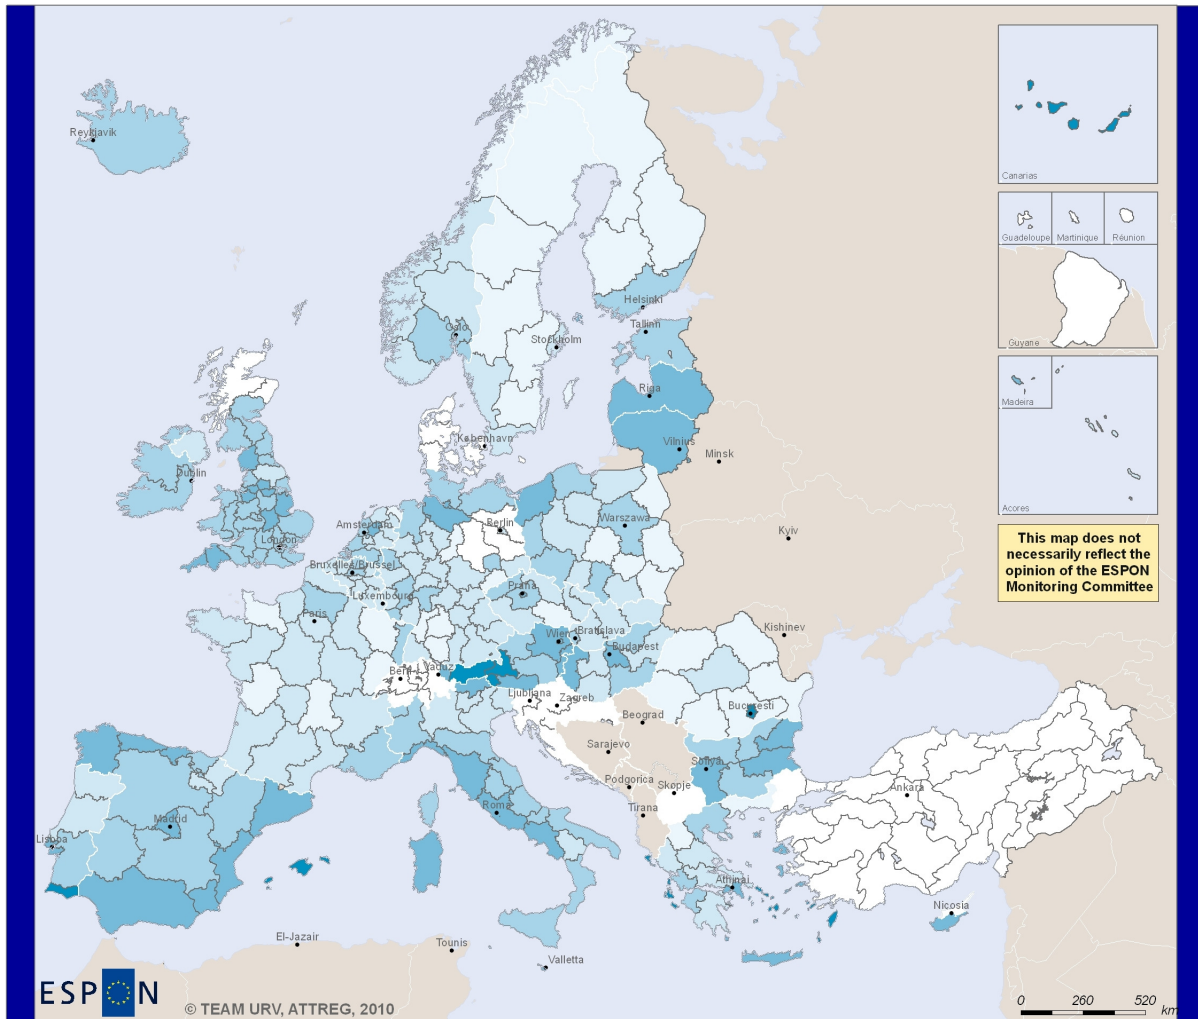 Reykjavik
Canarias
Guadeloupe
Martinique
Réunion
Guyane
Helsinki
Tallinn
Oslo
Stockholm
Madeira
Riga
København
Vilnius
Minsk
Dublin
Acores
Berlin
Amsterdam
Warszawa
Kyiv
London
Bruxelles/Brussel
This map does not
necessarily reflect the
opinion of the ESPON
Monitoring Committee
Praha
Luxembourg
Paris
Kishinev
Wien
Bratislava
Budapest
Bern
Vaduz
Ljubljana
Zagreb
Bucuresti
Beograd
Sarajevo
Sofiya
Podgorica
Skopje
Ankara
Roma
Tirana
Madrid
Lisboa
Athinai
Nicosia
El-Jazair
Tounis
Valletta
ESPON
© TEAM URV, ATTREG, 2010
0 260 520
km